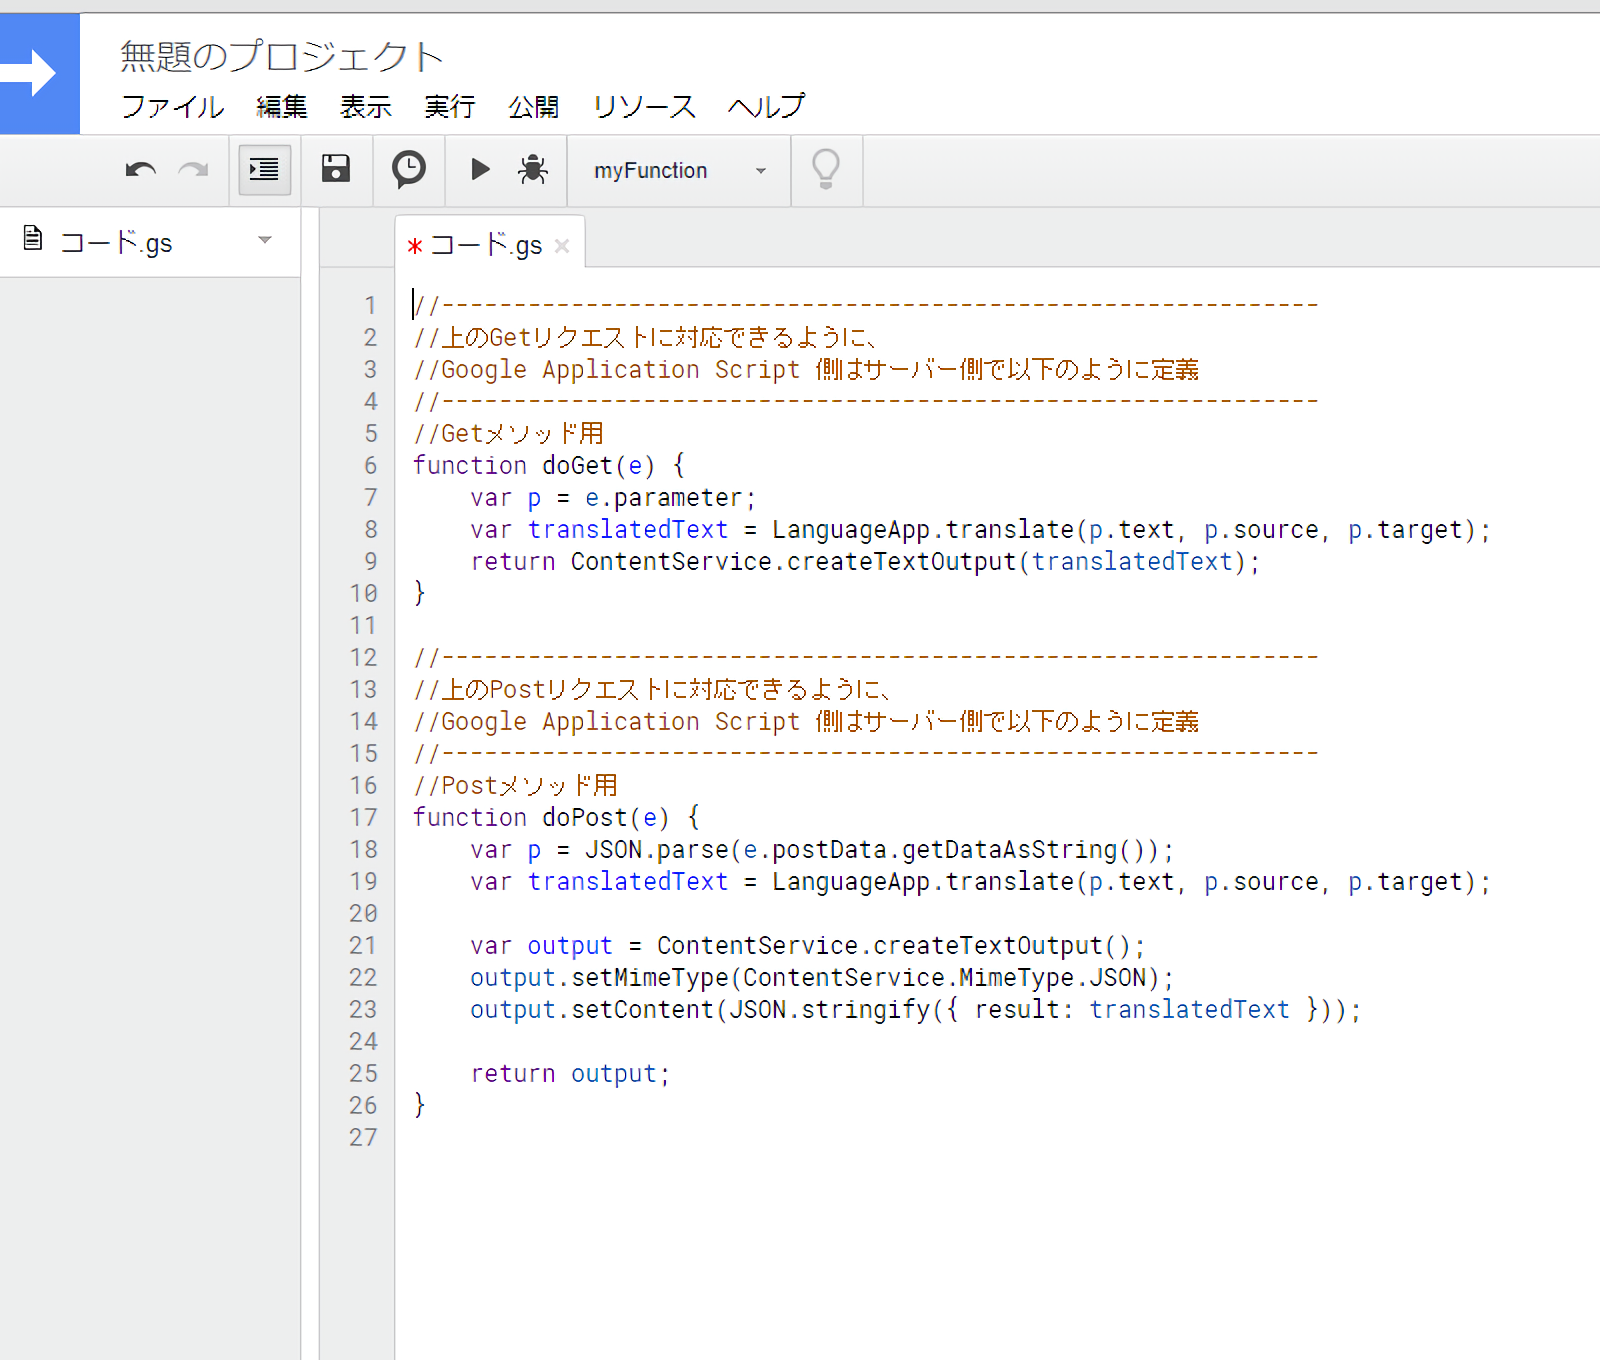 無題のプロジェクト
ファイル 編集 表示 実行 公開 リソース ヘルプ
myFunction
コード.gs
* コード.gs ×
1 //-------------------------------------------------------------
2 //上のGetリクエストに対応できるように、
3 //Google Application Script 側はサーバー側で以下のように定義
4 //-------------------------------------------------------------
5 //Getメソッド用
6 function doGet(e) {
7     var p = e.parameter;
8     var translatedText = LanguageApp.translate(p.text, p.source, p.target);
9     return ContentService.createTextOutput(translatedText);
10 }
11
12 //-------------------------------------------------------------
13 //上のPostリクエストに対応できるように、
14 //Google Application Script 側はサーバー側で以下のように定義
15 //-------------------------------------------------------------
16 //Postメソッド用
17 function doPost(e) {
18     var p = JSON.parse(e.postData.getDataAsString());
19     var translatedText = LanguageApp.translate(p.text, p.source, p.target);
20
21     var output = ContentService.createTextOutput();
22     output.setMimeType(ContentService.MimeType.JSON);
23     output.setContent(JSON.stringify({ result: translatedText }));
24
25     return output;
26 }
27